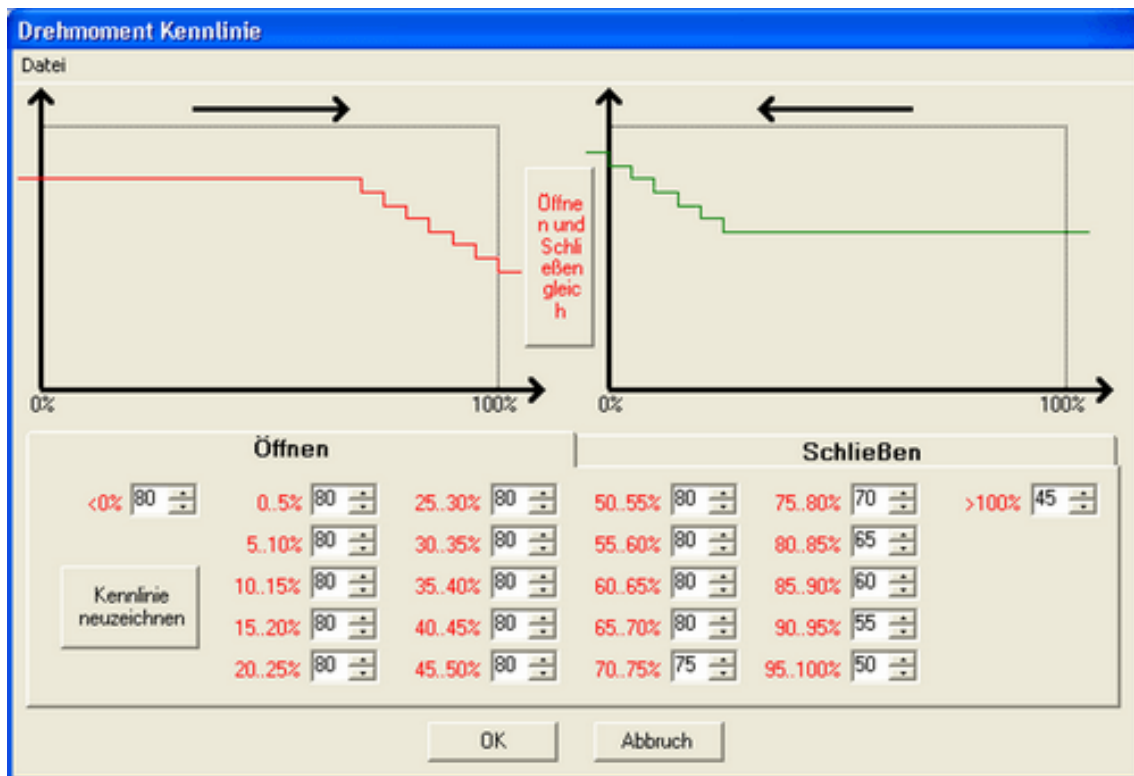 Drehmoment Kennlinie
Datei
Öffne
n und
Schli
eßen
gleic
h
0% 100% 0% 100%
Öffnen Schließen
<0% 80 0..5% 80 25..30% 80 50..55% 80 75..80% 70 >100% 45
5..10% 80 30..35% 80 55..60% 80 80..85% 65
10..15% 80 35..40% 80 60..65% 80 85..90% 60
Kennlinie
neuzeichnen
15..20% 80 40..45% 80 65..70% 80 90..95% 55
20..25% 80 45..50% 80 70..75% 75 95..100% 50
OK Abbruch